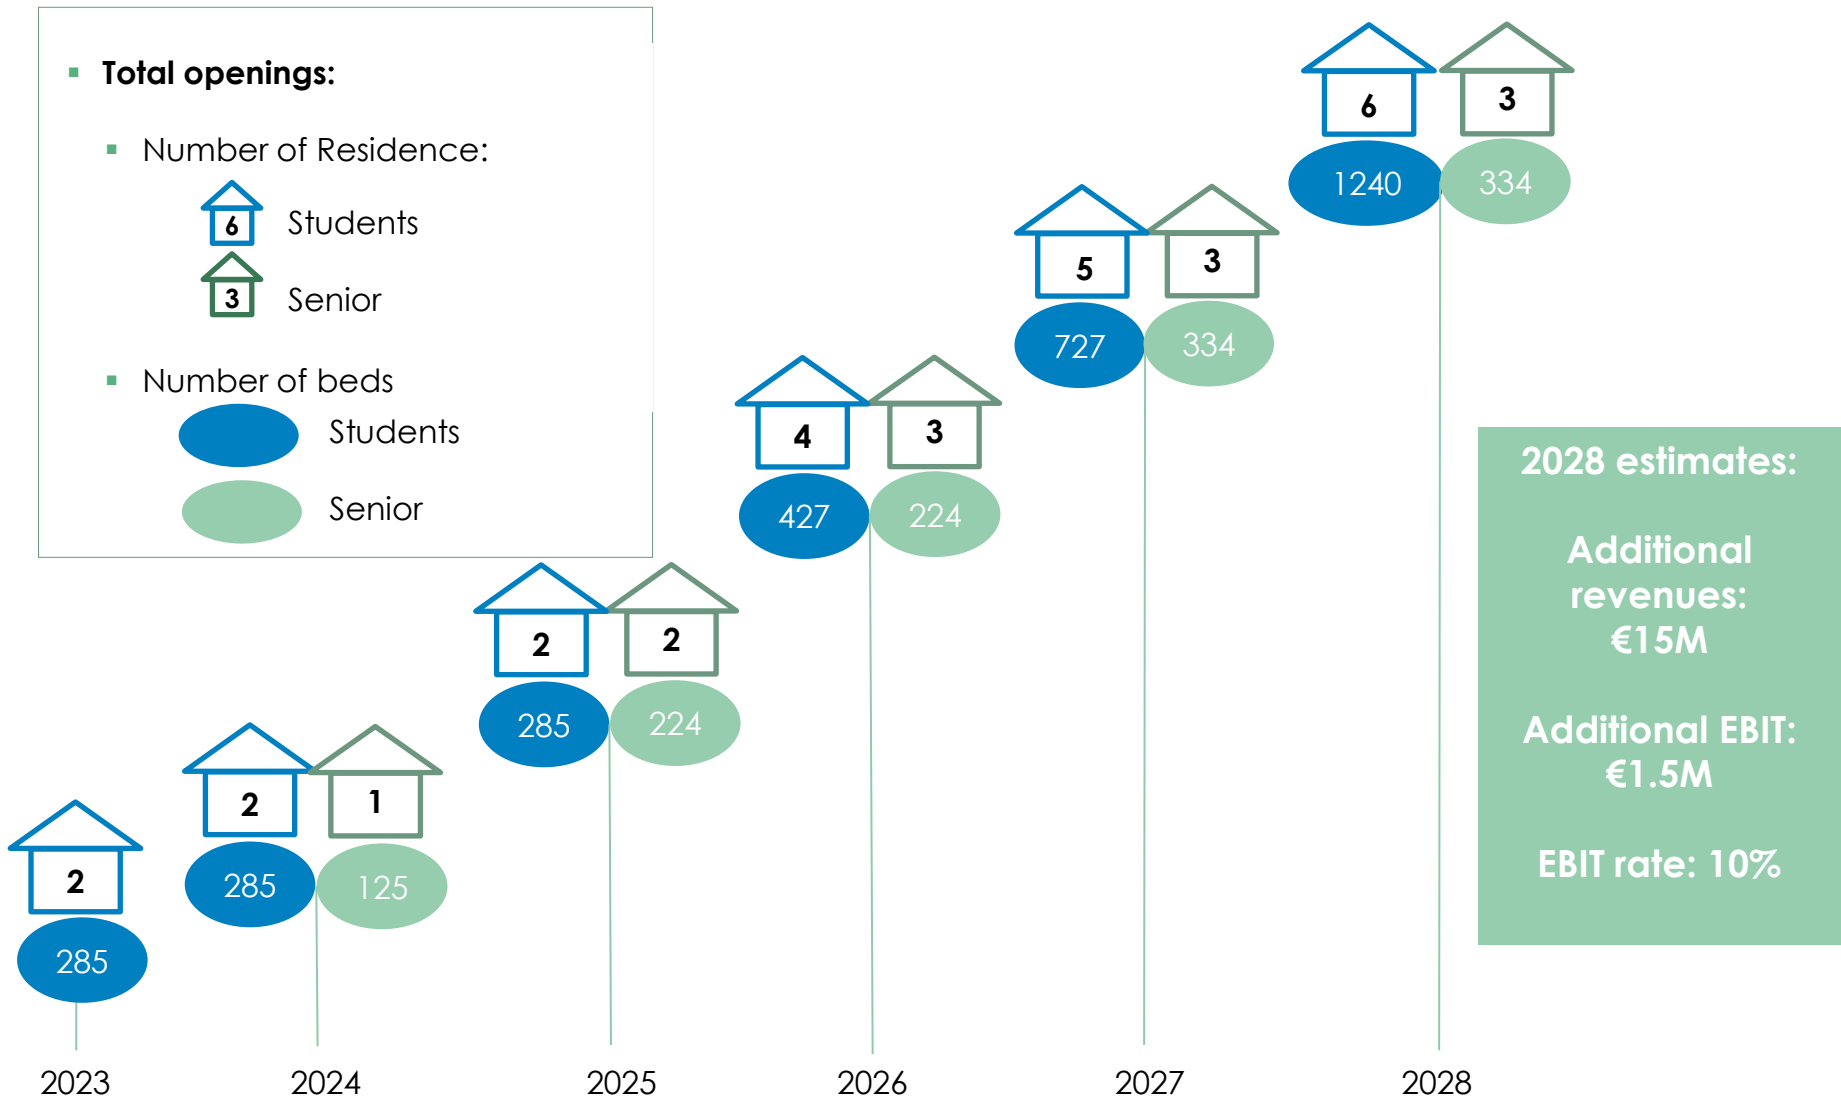 Total openings:
Number of Residence:
6 Students
3 Senior
Number of beds
Students
Senior
2
285
2023
2 1
285 125
2024
2 2
285 224
2025
4 3
427 224
2026
5 3
727 334
2027
6 3
1240 334
2028
2028 estimates:
Additional
revenues:
€15M
Additional EBIT:
€1.5M
EBIT rate: 10%